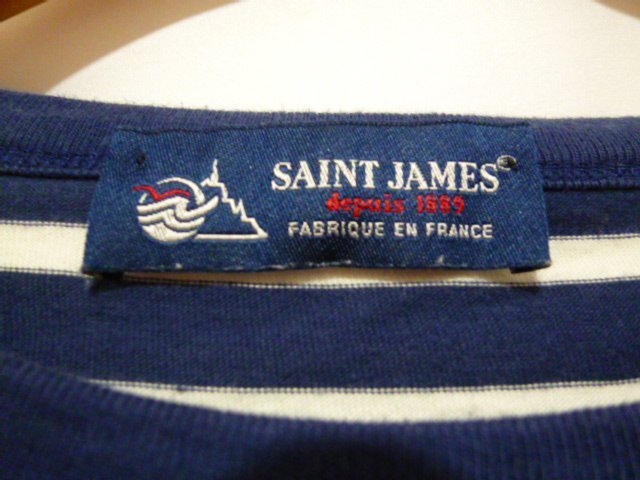 SAINT JAMES
depuis 1889
FABRIQUE EN FRANCE